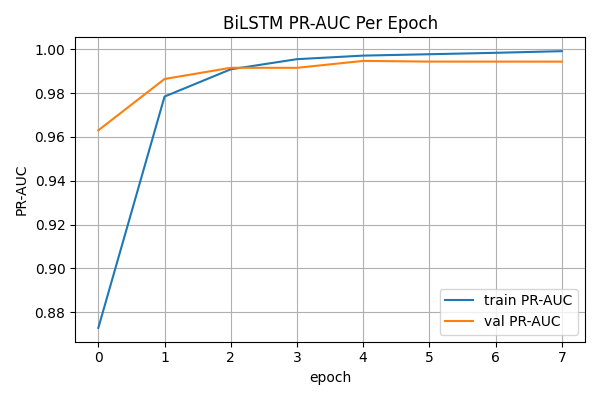 BiLSTM PR-AUC Per Epoch
1.00
0.98
0.96
0.94
0.92
0.90
0.88
PR-AUC
train PR-AUC
val PR-AUC
0 1 2 3 4 5 6 7
epoch